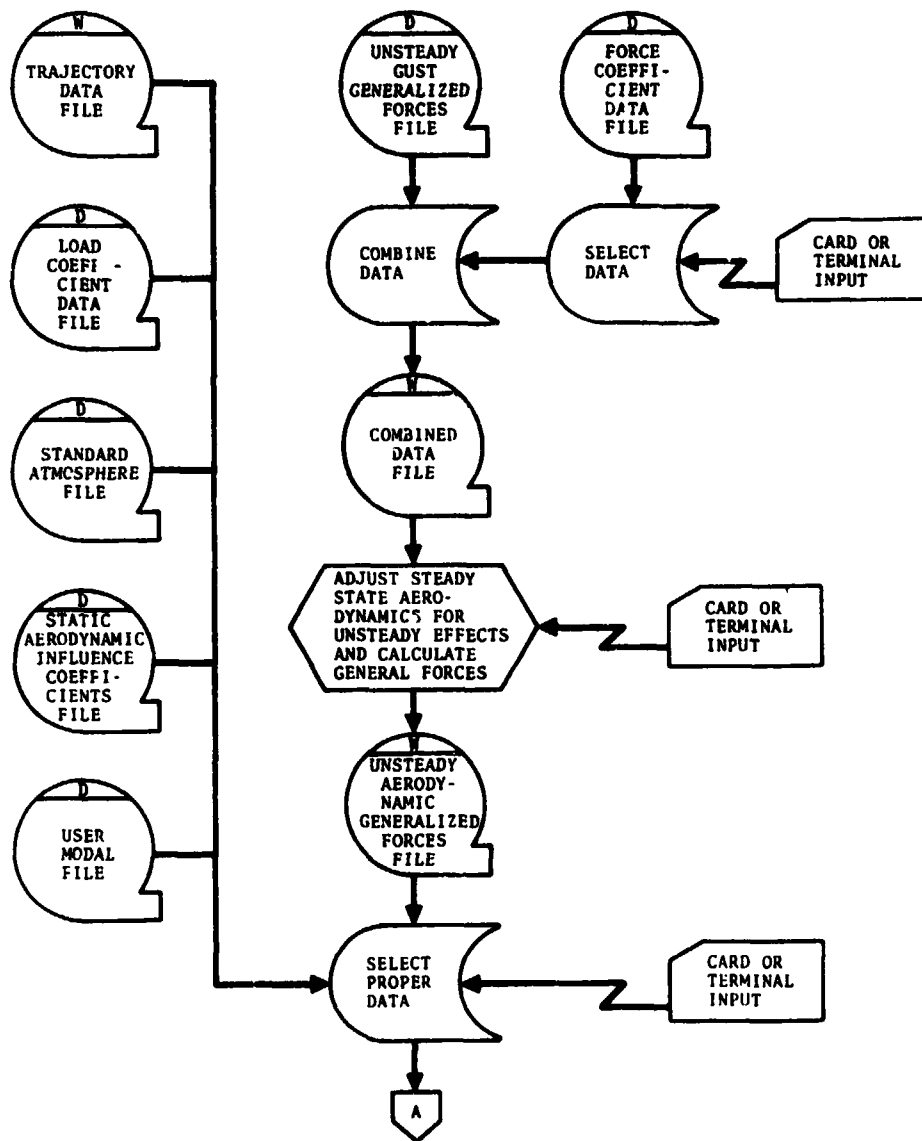 W
TRAJECTORY
DATA
FILE
D
LOAD
COEFFI -
CIENT
DATA
FILE
D
STANDARD
ATMCSPHERE
FILE
D
STATIC
AERODYNAMIC
INFLUENCE
COEFFI-
CIENTS
FILE
D
USER
MODAL
FILE
D
UNSTEADY
GUST
GENERALIZED
FORCES
FILE
D
FORCE
COEFFI-
CIENT
DATA
FILE
COMBINE
DATA
SELECT
DATA
CARD OR
TERMINAL
INPUT
W
COMBINED
DATA
FILE
ADJUST STEADY
STATE AERO-
DYNAMICS FOR
UNSTEADY EFFECTS
AND CALCULATE
GENERAL FORCES
CARD OR
TERMINAL
INPUT
W
UNSTEADY
AERODY-
NAMIC
GENERALIZED
FORCES
FILE
SELECT
PROPER
DATA
CARD OR
TERMINAL
INPUT
A